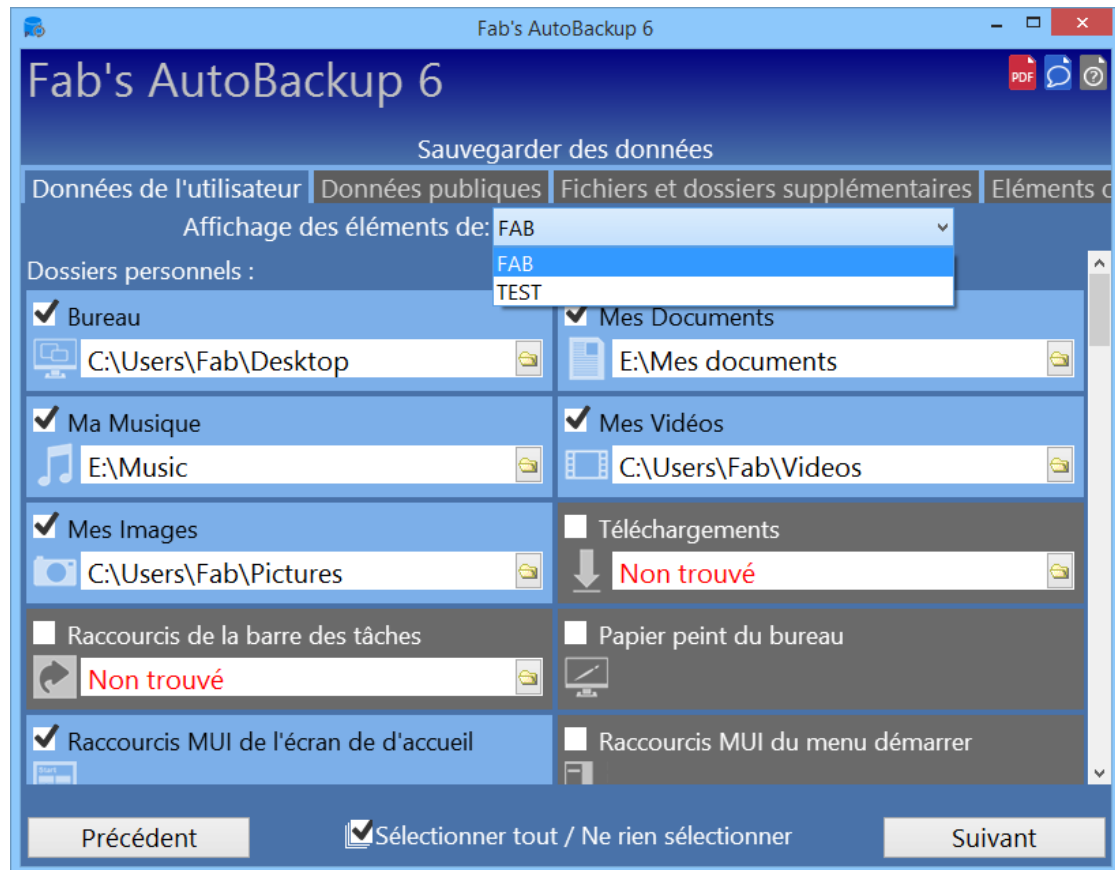 Fab's AutoBackup 6
Fab's AutoBackup 6
PDF
Sauvegarder des données
Données de l'utilisateur Données publiques Fichiers et dossiers supplémentaires Eléments
Affichage des éléments de: FAB
FAB
TEST
Dossiers personnels :
Bureau Mes Documents
C:\Users\Fab\Desktop E:\Mes documents
Ma Musique Mes Vidéos
E:\Music C:\Users\Fab\Videos
Mes Images Téléchargements
C:\Users\Fab\Pictures Non trouvé
Raccourcis de la barre des tâches Papier peint du bureau
Non trouvé
Raccourcis MUI de l'écran de d'accueil Raccourcis MUI du menu démarrer
Start
Précédent Sélectionner tout / Ne rien sélectionner Suivant